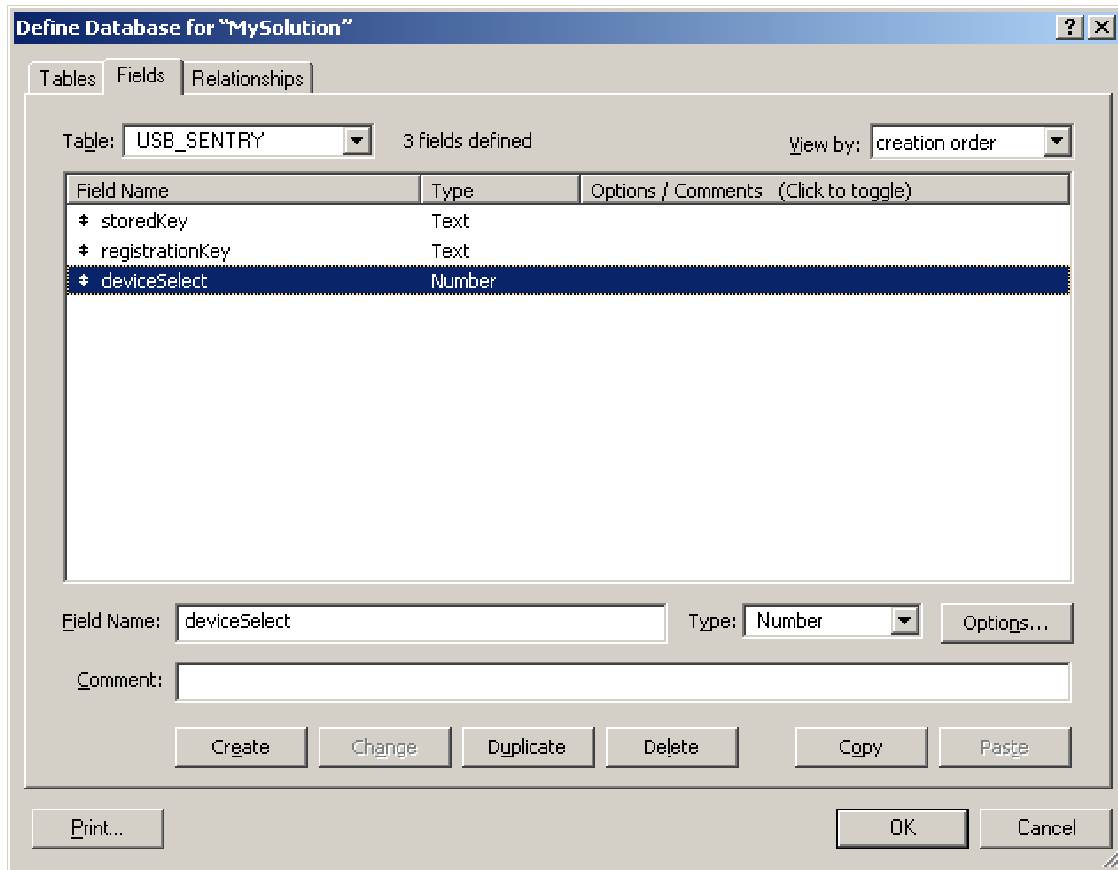 Define Database for “MySolution”
Tables Fields Relationships
Table: USB_SENTRY 3 fields defined View by: creation order
Field Name Type Options / Comments (Click to toggle)
storedKey Text
registrationKey Text
deviceSelect Number
Field Name: deviceSelect Type: Number Options...
Comment:
Create Change Duplicate Delete Copy Paste
Print... OK Cancel